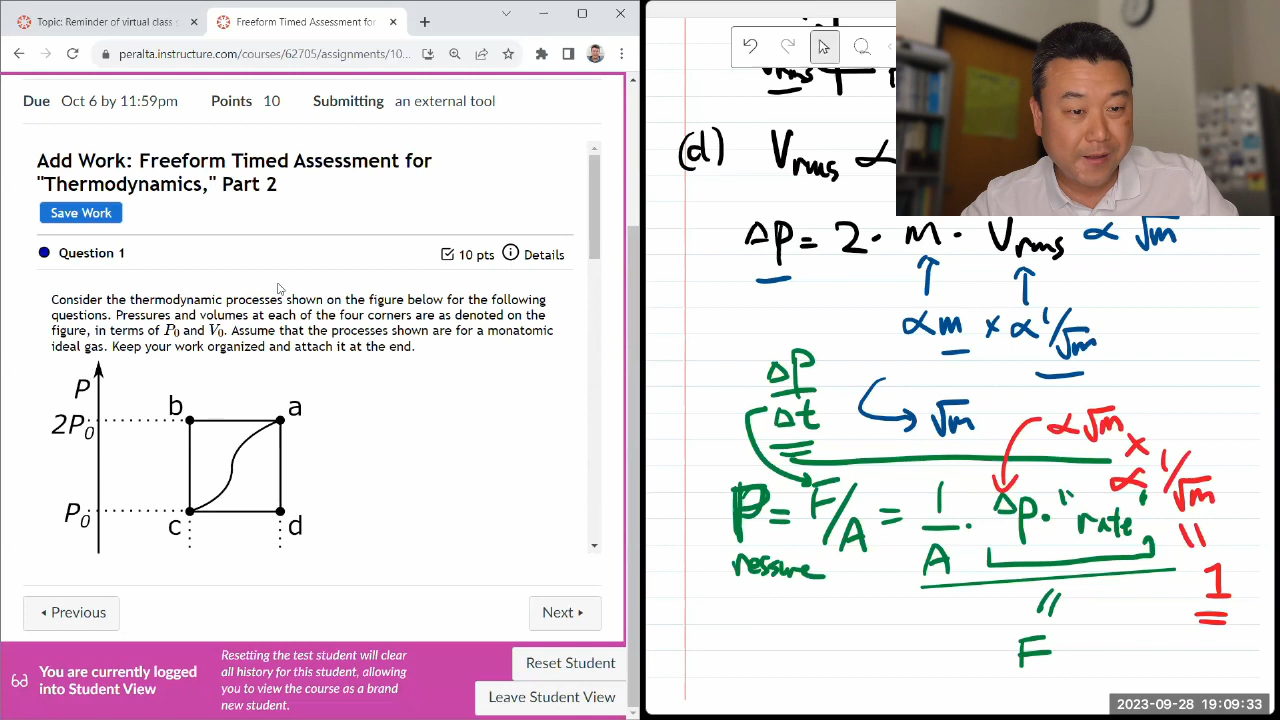 Topic: Reminder of virtual class s
Freeform Timed Assessment for
peralta.instructure.com/courses/62705/assignments/10...
Due Oct 6 by 11:59pm Points 10 Submitting an external tool
Add Work: Freeform Timed Assessment for
"Thermodynamics," Part 2
Save Work
Question 1
10 pts
Details
Consider the thermodynamic processes shown on the figure below for the following
questions. Pressures and volumes at each of the four corners are as denoted on the
figure, in terms of P₀ and V₀. Assume that the processes shown are for a monatomic
ideal gas. Keep your work organized and attach it at the end.
P
b
a
2P₀
P₀
c
d
Previous
Next
You are currently logged
into Student View
Resetting the test student will clear
all history for this student, allowing
you to view the course as a brand
new student.
Reset Student
Leave Student View
Vrms
(d) Vrms ∝
Δp = 2 · m · Vrms ∝ √m
∝ m × ∝ 1/√m
ΔP
Δt
√m
∝ √m ×
∝ 1/√m
P = F/A = 1/A · Δp · "rate"
ressure
"
1
"
F
2023-09-28 19:09:33